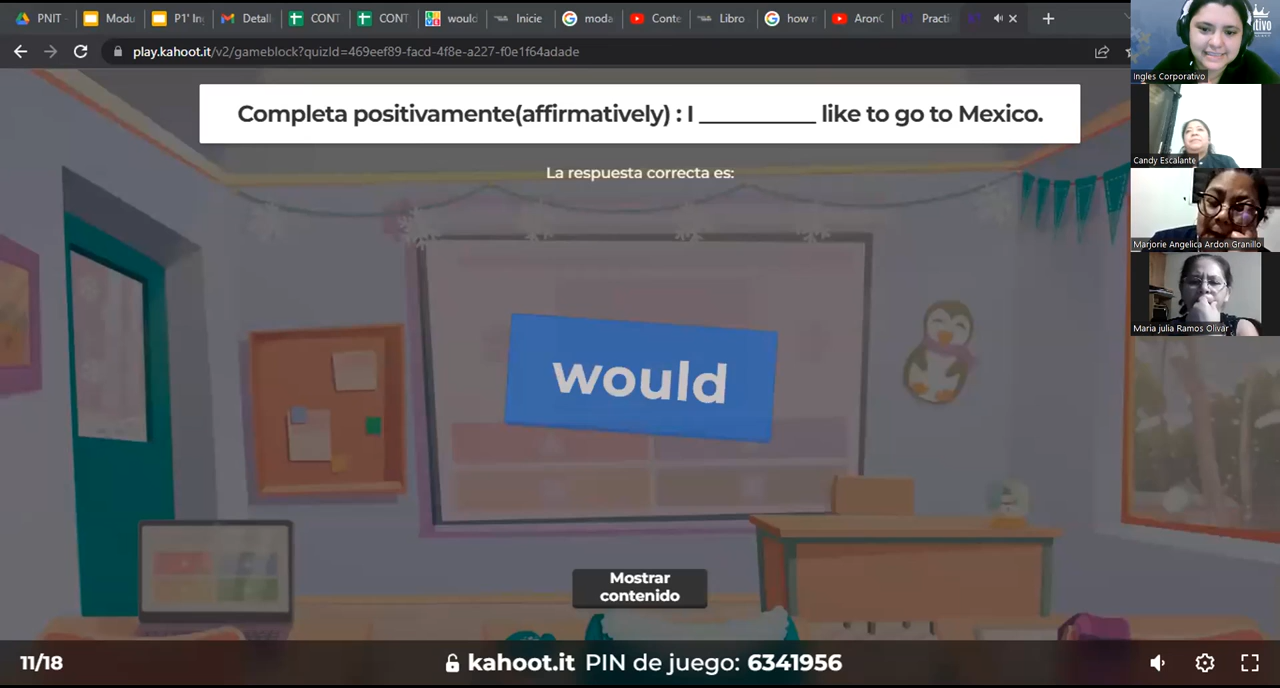 PNIT -
Modu
P1' In
Detall
CONT
CONT
would
Inicie
moda
Conte
Libro
how r
Aron
Practi
play.kahoot.it/v2/gameblock?quizId=469eef89-facd-4f8e-a227-f0e1f64adade
Completa positivamente(affirmatively) : I __________ like to go to Mexico.
La respuesta correcta es:
would
Mostrar
contenido
11/18
kahoot.it PIN de juego: 6341956
itivo
Ingles Corporativo
Candy Escalante
Marjorie Angelica Ardon Granillo
Maria julia Ramos Olivar